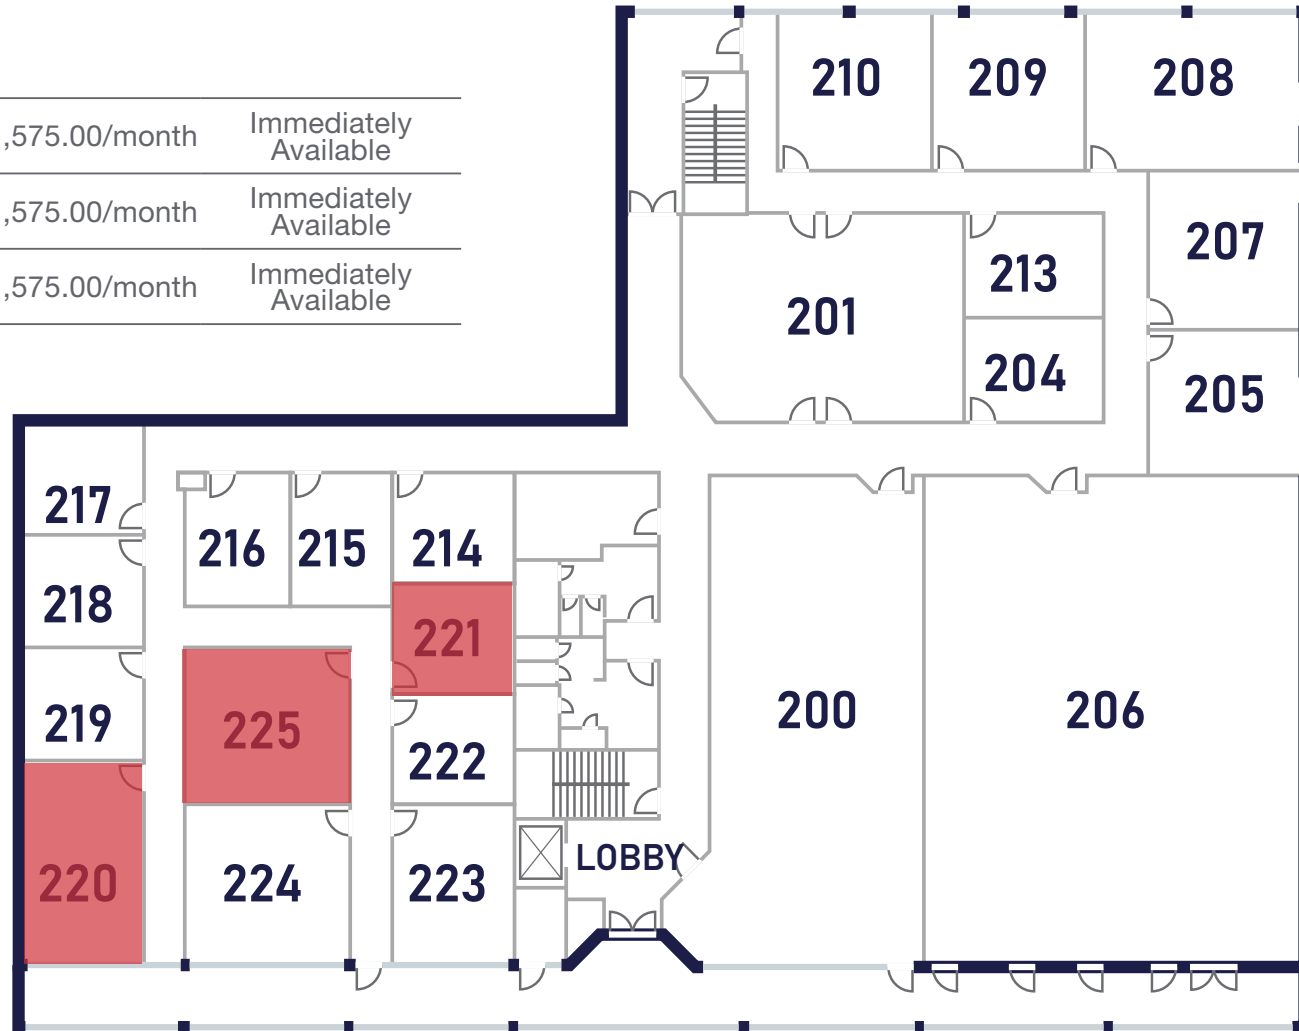 ,575.00/month Immediately
Available
,575.00/month Immediately
Available
,575.00/month Immediately
Available
210 209 208
207
213
201
204
205
217
216 215 214
218
221
219
225
222
200 206
220
224
223
LOBBY